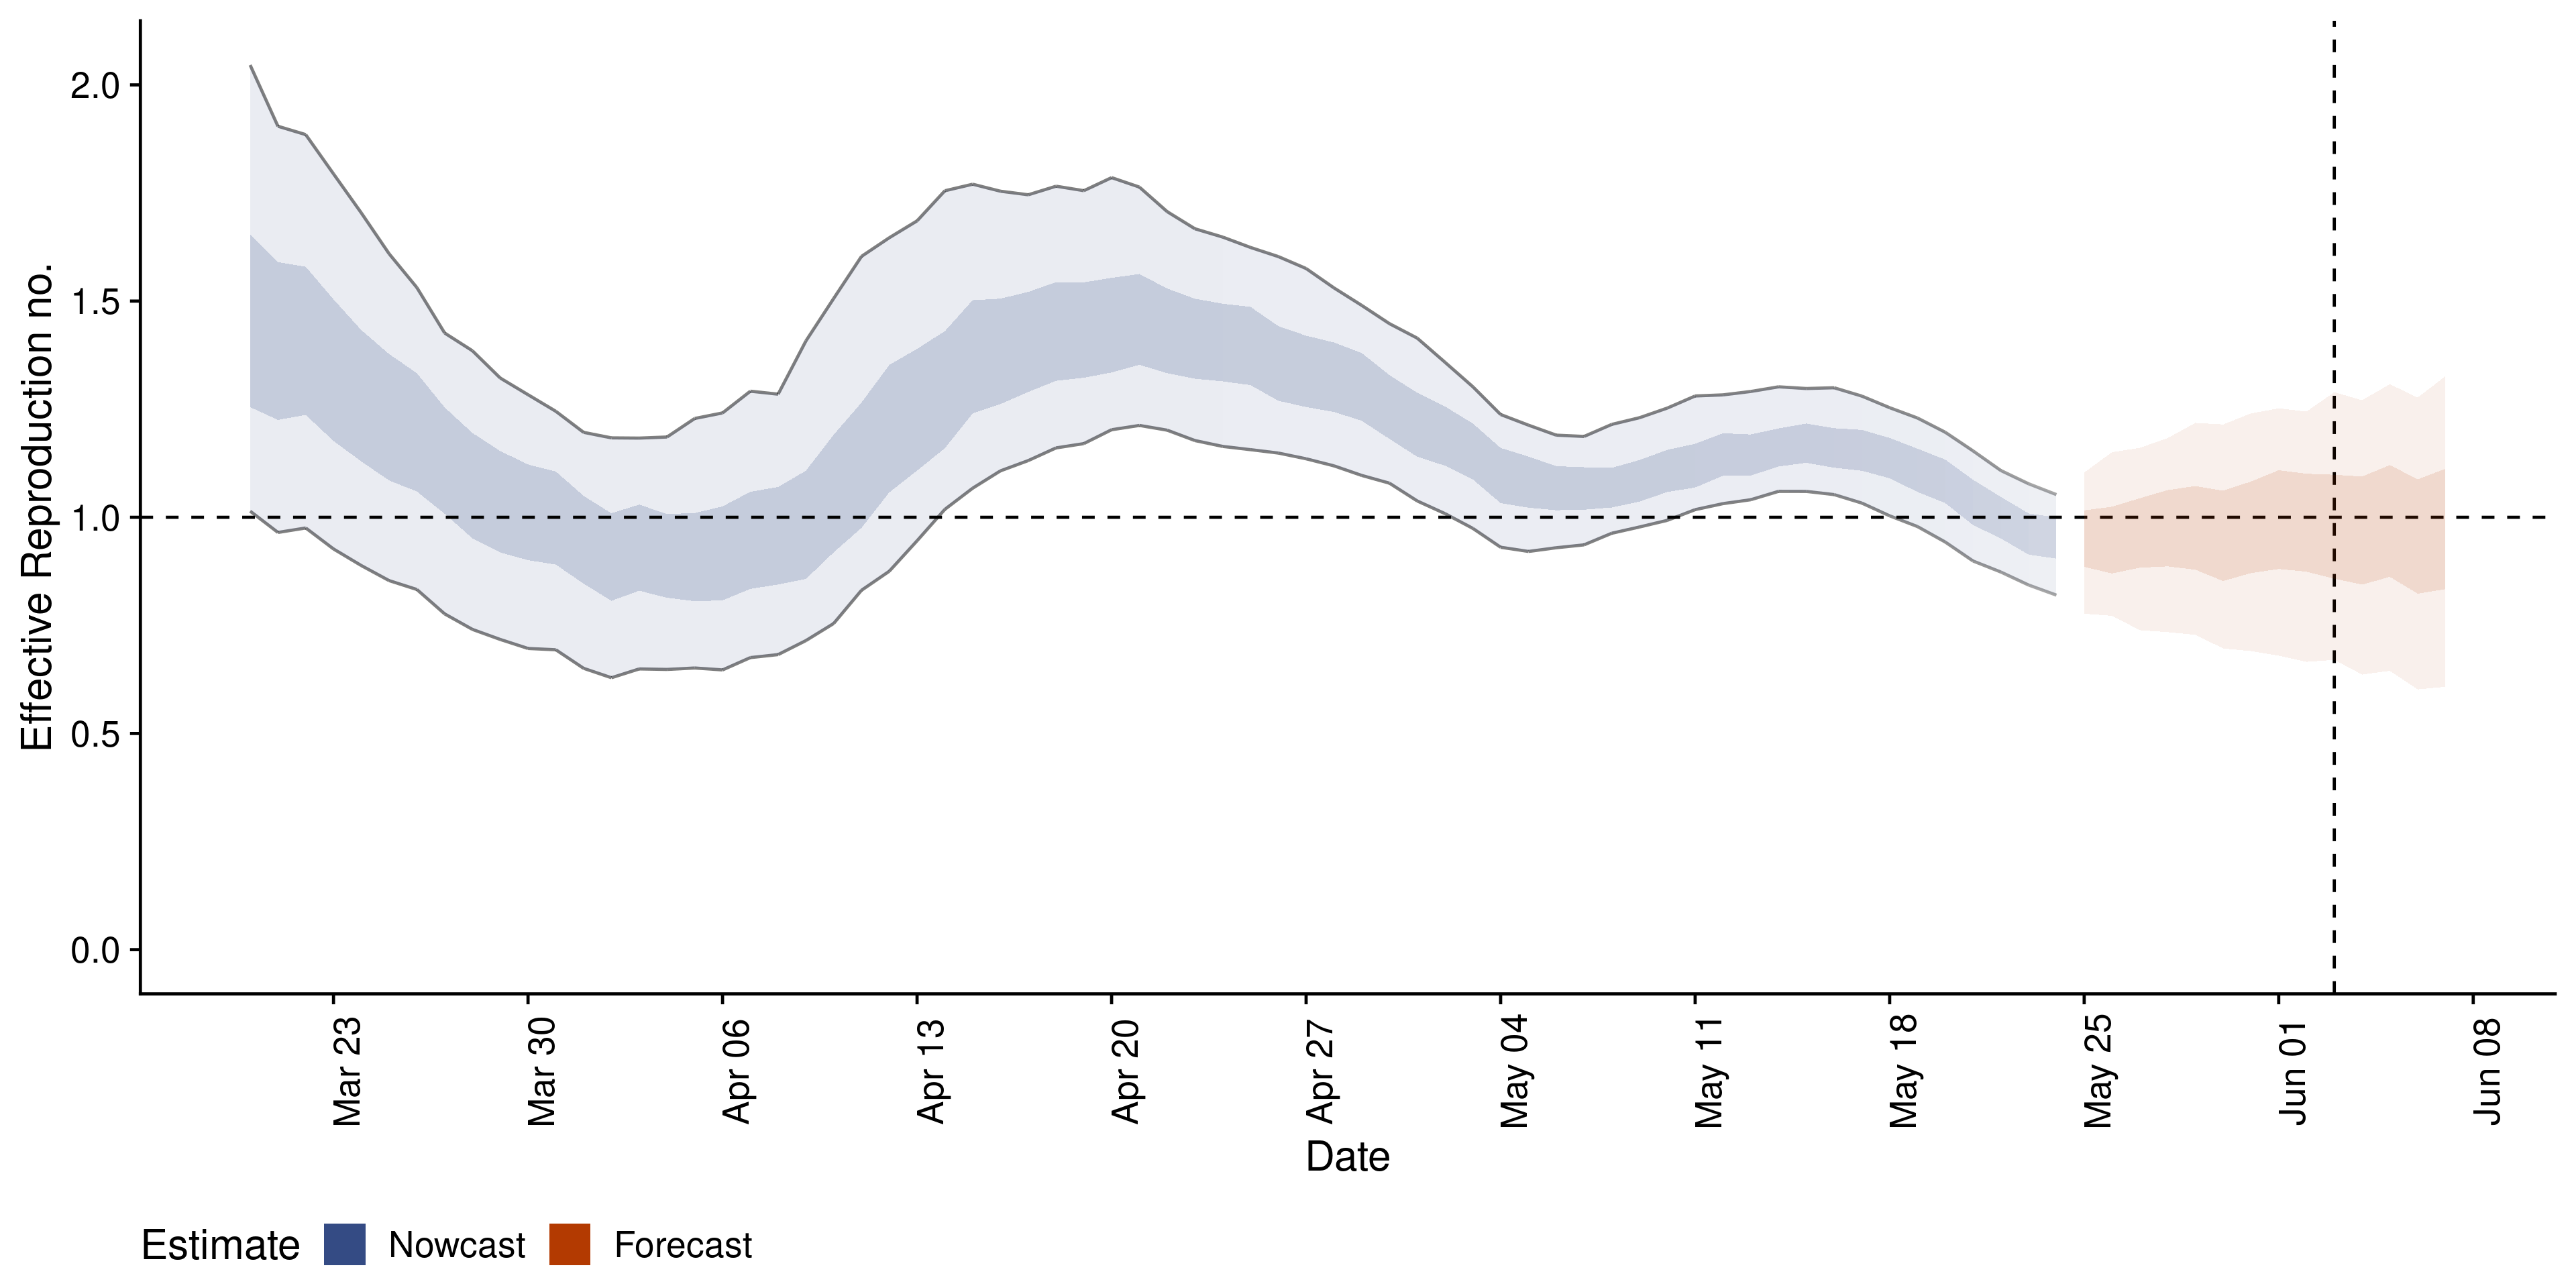 Effective Reproduction no.
2.0
1.5
1.0
0.5
0.0
Mar 23
Mar 30
Apr 06
Apr 13
Apr 20
Apr 27
May 04
May 11
May 18
May 25
Jun 01
Jun 08
Date
Estimate Nowcast Forecast